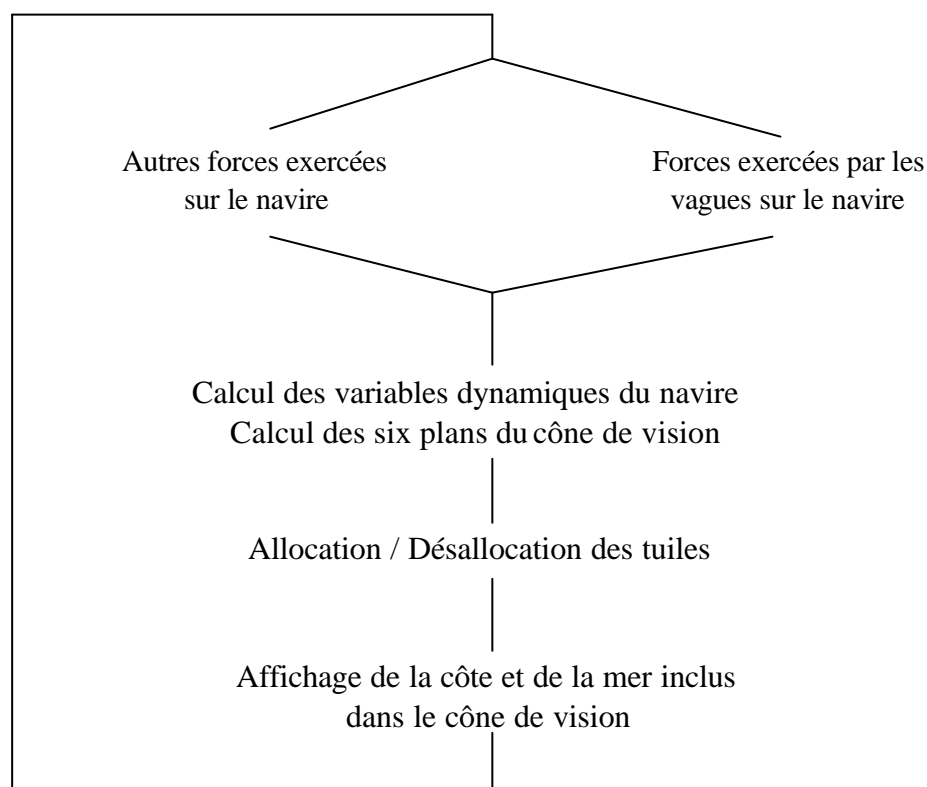 Autres forces exercées
sur le navire
Forces exercées par les
vagues sur le navire
Calcul des variables dynamiques du navire
Calcul des six plans du cône de vision
Allocation / Désallocation des tuiles
Affichage de la côte et de la mer inclus
dans le cône de vision